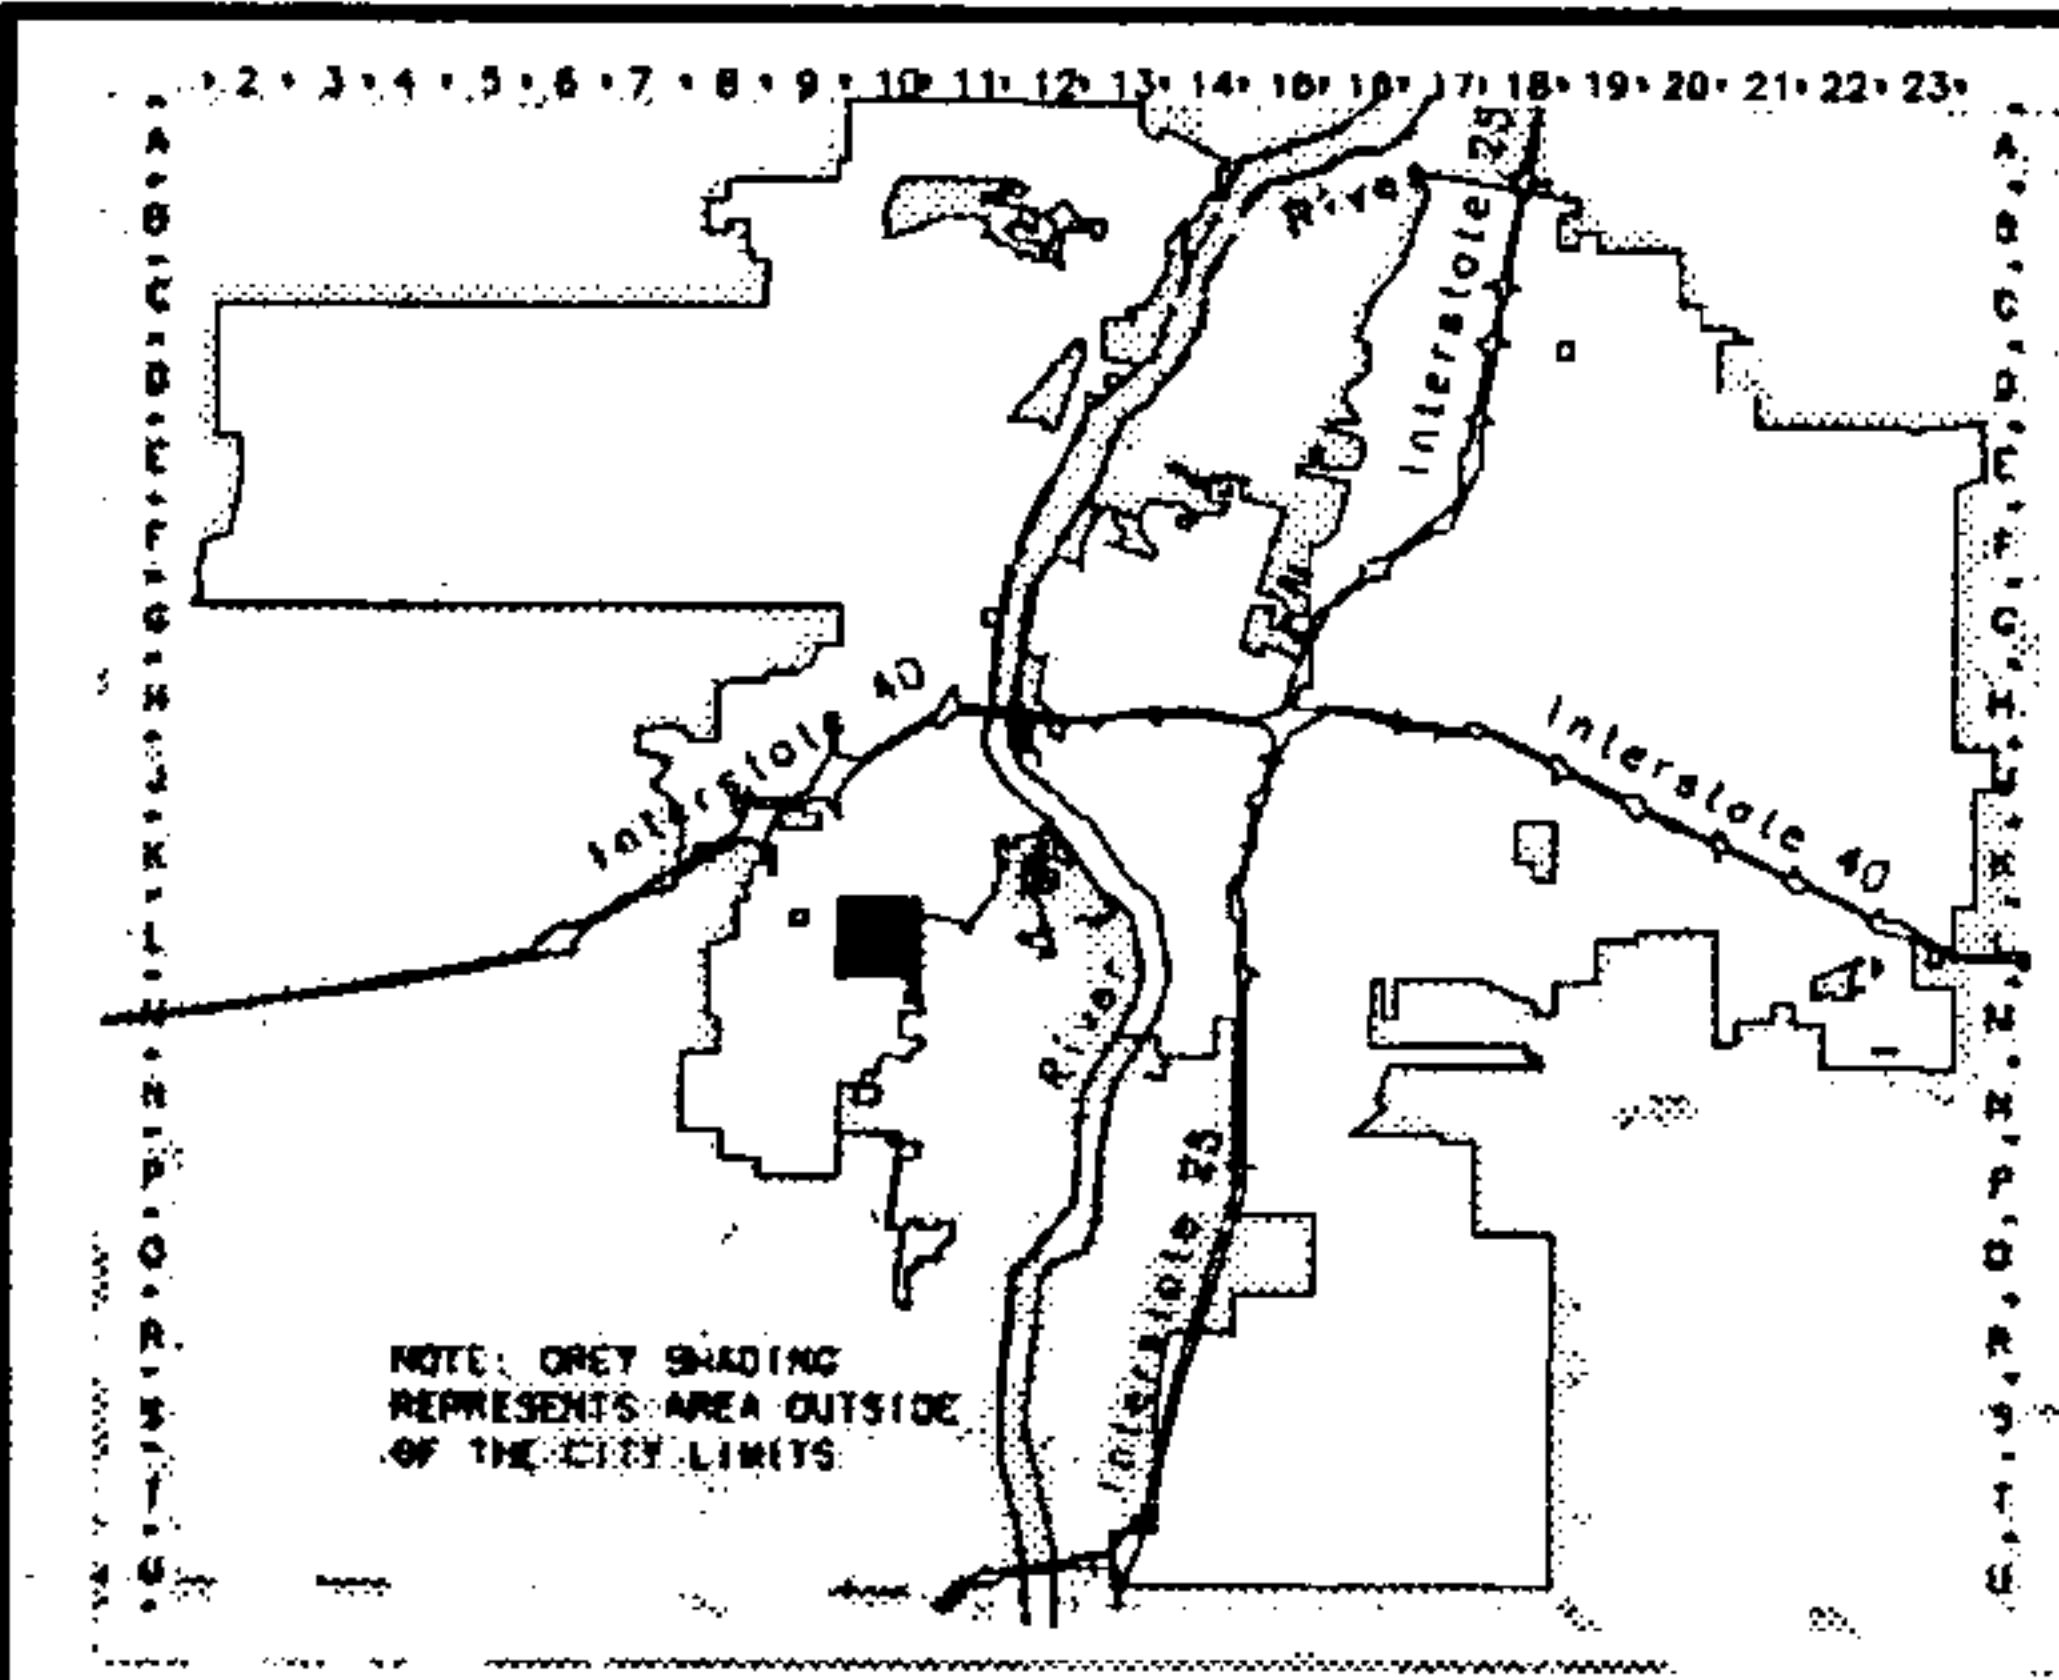 2 3 4 5 6 7 8 9 10 11 12 13 14 15 16 17 18 19 20 21 22 23
A
B
C
D
E
F
G
H
J
K
L
M
N
P
Q
R
S
T
U
River
Interstate 25
Interstate 40
Interstate 40
River
Interstate 25
NOTE: GREY SHADING
REPRESENTS AREA OUTSIDE
OF THE CITY LIMITS
A
B
C
D
E
F
G
H
J
K
L
M
N
P
Q
R
S
T
U